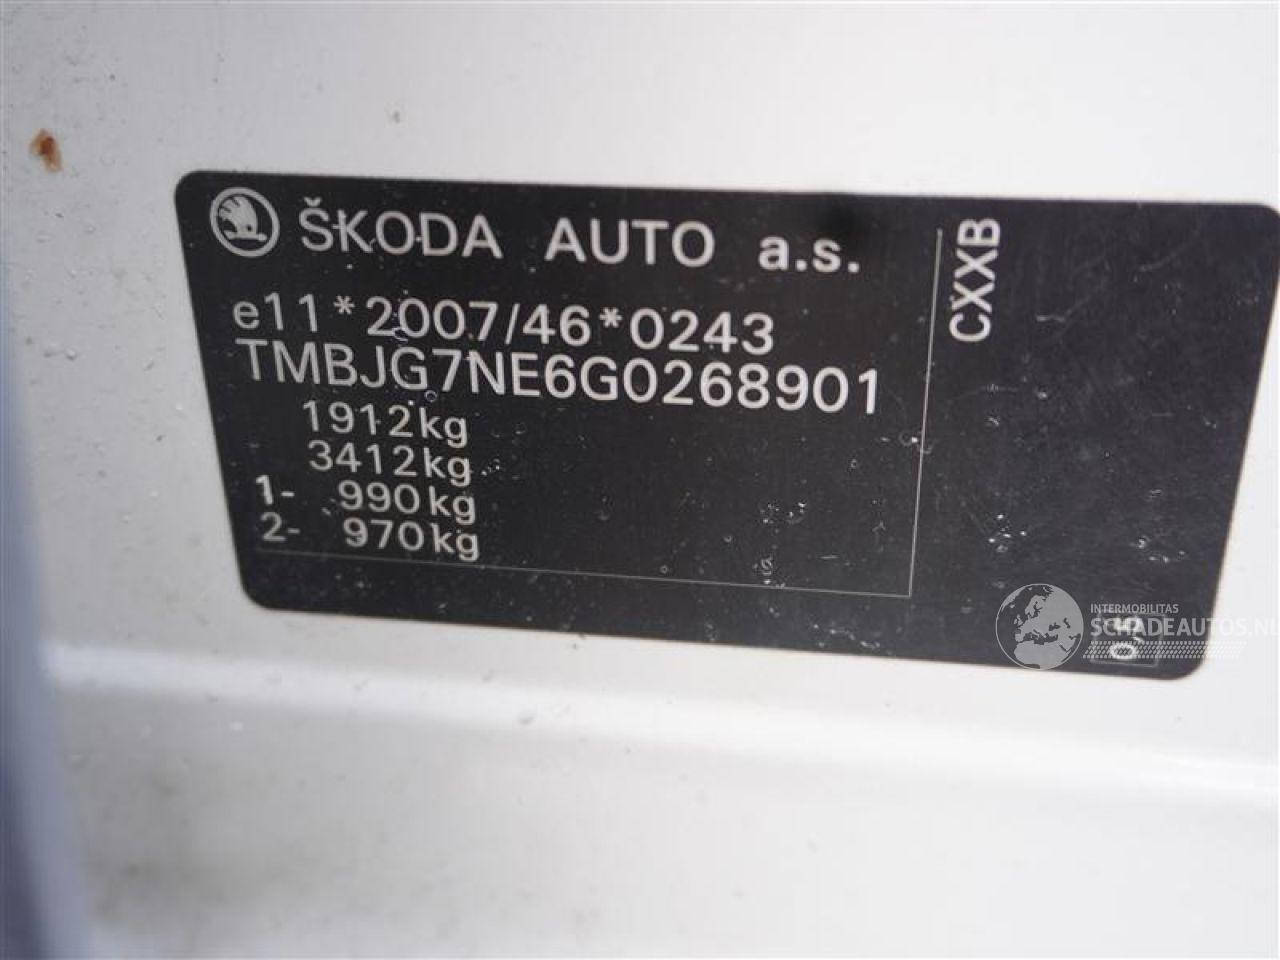 ŠKODA AUTO a.s.
e11*2007/46*0243
TMBJG7NE6G0268901
1912kg
3412kg
1- 990kg
2- 970kg
CXXB
INTERMOBILITAS
SCHADEAUTOS.NL